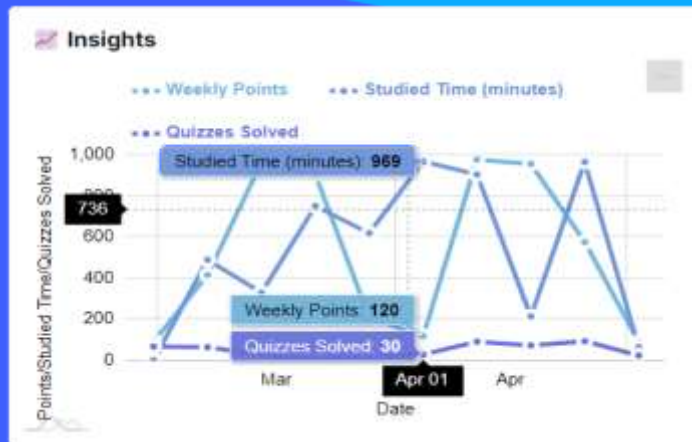 Insights
Weekly Points
Studied Time (minutes)
Quizzes Solved
Points/Studied Time/Quizzes Solved
1,000
Studied Time (minutes) 969
736
600
400
Weekly Points 120
200
Quizzes Solved 30
0
Mar
Apr 01
Apr
Date